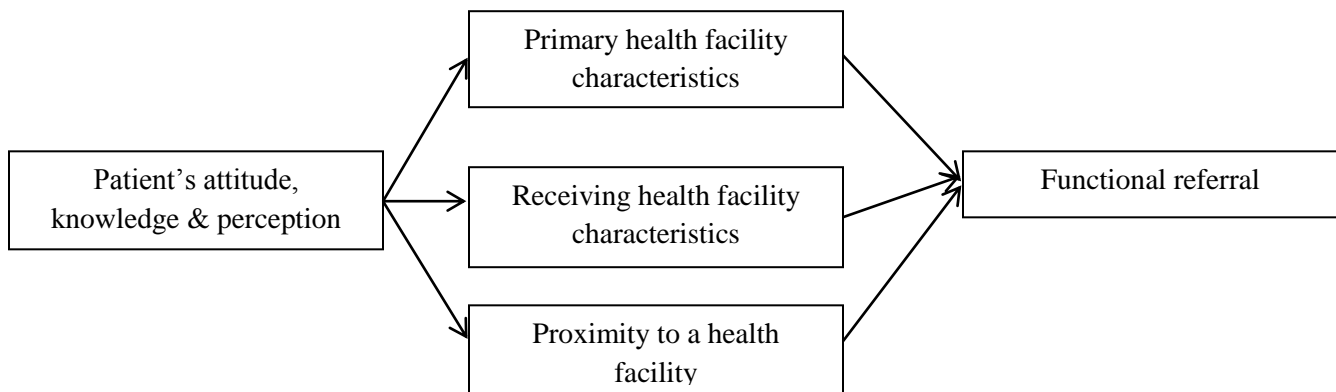 Primary health facility
characteristics
Patient’s attitude,
knowledge & perception
Receiving health facility
characteristics
Functional referral
Proximity to a health
facility